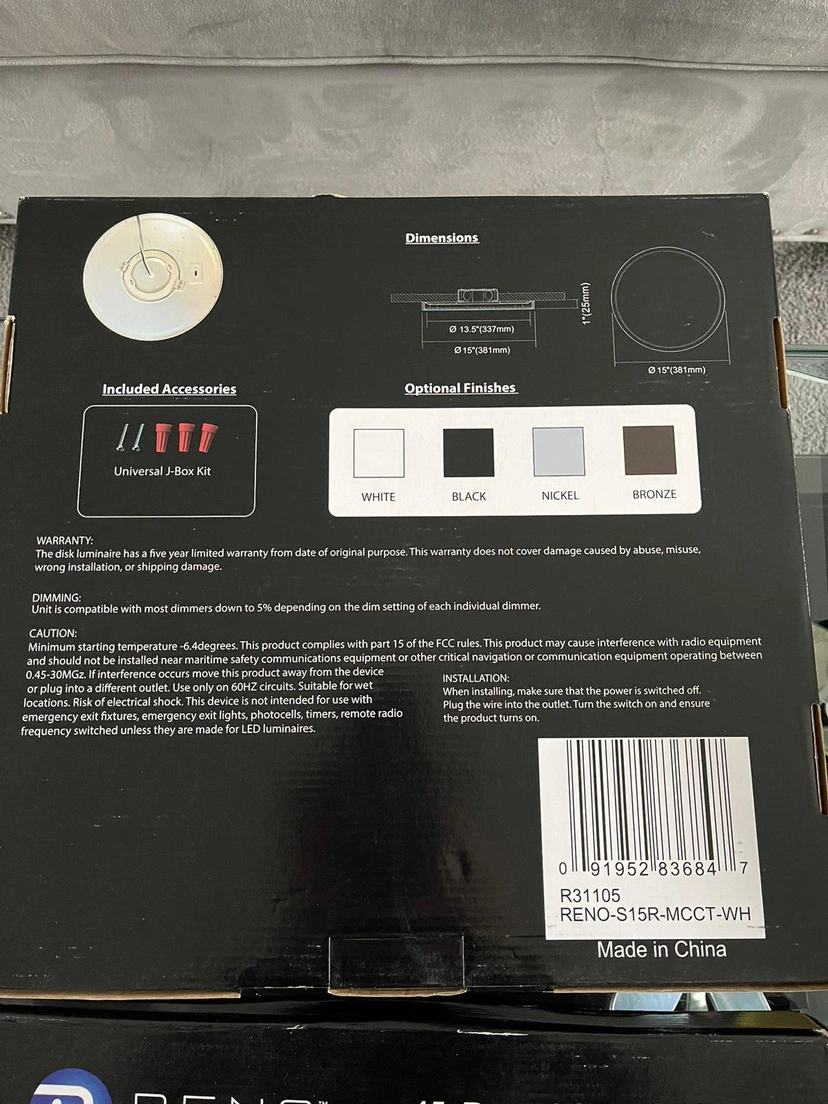 Dimensions
1"(25mm)
Ø 13.5"(337mm)
Ø 15"(381mm)
Ø 15"(381mm)
Included Accessories
Universal J-Box Kit
Optional Finishes
WHITE BLACK NICKEL BRONZE
WARRANTY:
The disk luminaire has a five year limited warranty from date of original purpose. This warranty does not cover damage caused by abuse, misuse,
wrong installation, or shipping damage.
DIMMING:
Unit is compatible with most dimmers down to 5% depending on the dim setting of each individual dimmer.
CAUTION:
Minimum starting temperature -6.4degrees. This product complies with part 15 of the FCC rules. This product may cause interference with radio equipment
and should not be installed near maritime safety communications equipment or other critical navigation or communication equipment operating between
0.45-30MGz. If interference occurs move this product away from the device
or plug into a different outlet. Use only on 60HZ circuits. Suitable for wet
locations. Risk of electrical shock. This device is not intended for use with
emergency exit fixtures, emergency exit lights, photocells, timers, remote radio
frequency switched unless they are made for LED luminaires.
INSTALLATION:
When installing, make sure that the power is switched off.
Plug the wire into the outlet. Turn the switch on and ensure
the product turns on.
0 91952 83684 7
R31105
RENO-S15R-MCCT-WH
Made in China
RENO™